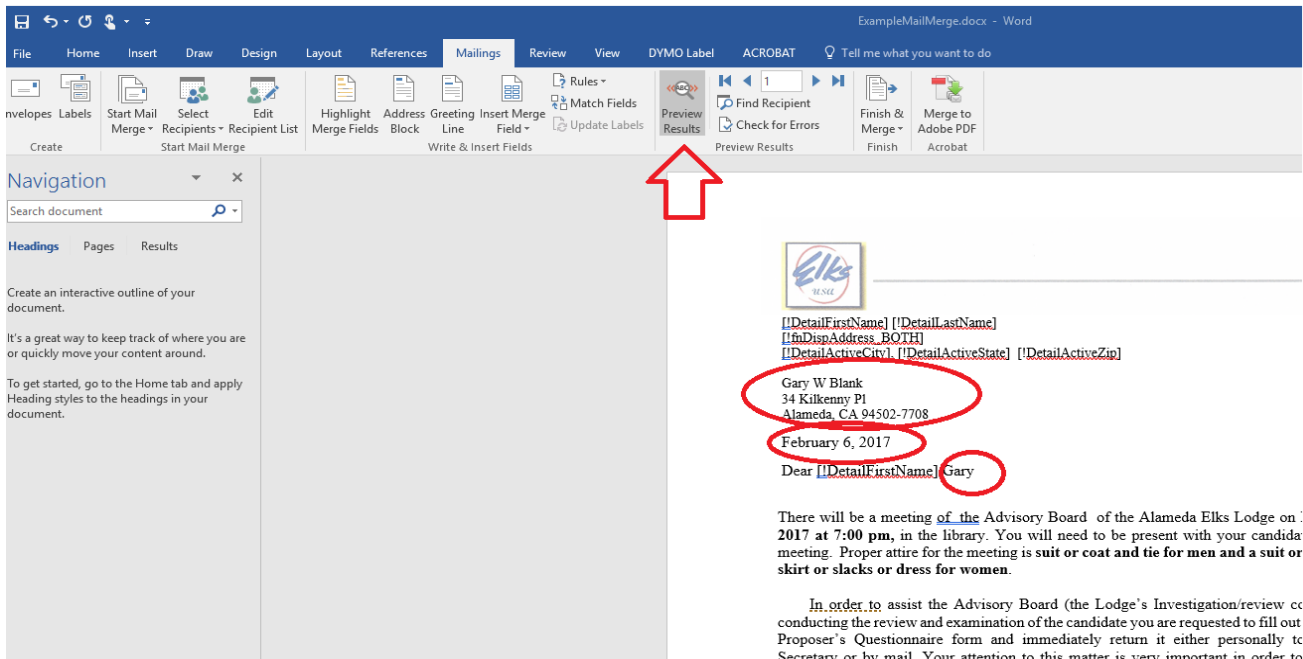 ExampleMailMerge.docx - Word
File Home Insert Draw Design Layout References Mailings Review View DYMO Label ACROBAT Tell me what you want to do
nvelopes Labels
Create
Start Mail Merge
Select Recipients
Edit Recipient List
Start Mail Merge
Highlight Merge Fields
Address Block
Greeting Line
Insert Merge Field
Rules
Match Fields
Update Labels
Write & Insert Fields
ABC
Preview Results
1
Find Recipient
Check for Errors
Preview Results
Finish & Merge
Finish
Merge to Adobe PDF
Acrobat
Navigation
Search document
Headings Pages Results
Create an interactive outline of your
document.
It's a great way to keep track of where you are
or quickly move your content around.
To get started, go to the Home tab and apply
Heading styles to the headings in your
document.
Elks
USA
[!DetailFirstName] [!DetailLastName]
[!fnDispAddress_BOTH]
[!DetailActiveCity], [!DetailActiveState] [!DetailActiveZip]
Gary W Blank
34 Kilkenny Pl
Alameda, CA 94502-7708
February 6, 2017
Dear [!DetailFirstName] Gary
There will be a meeting of the Advisory Board of the Alameda Elks Lodge on
2017 at 7:00 pm, in the library. You will need to be present with your candida
meeting. Proper attire for the meeting is suit or coat and tie for men and a suit or
skirt or slacks or dress for women.
In order to assist the Advisory Board (the Lodge's Investigation/review co
conducting the review and examination of the candidate you are requested to fill out
Proposer's Questionnaire form and immediately return it either personally to
Secretary or by mail. Your attention to this matter is very important in order to